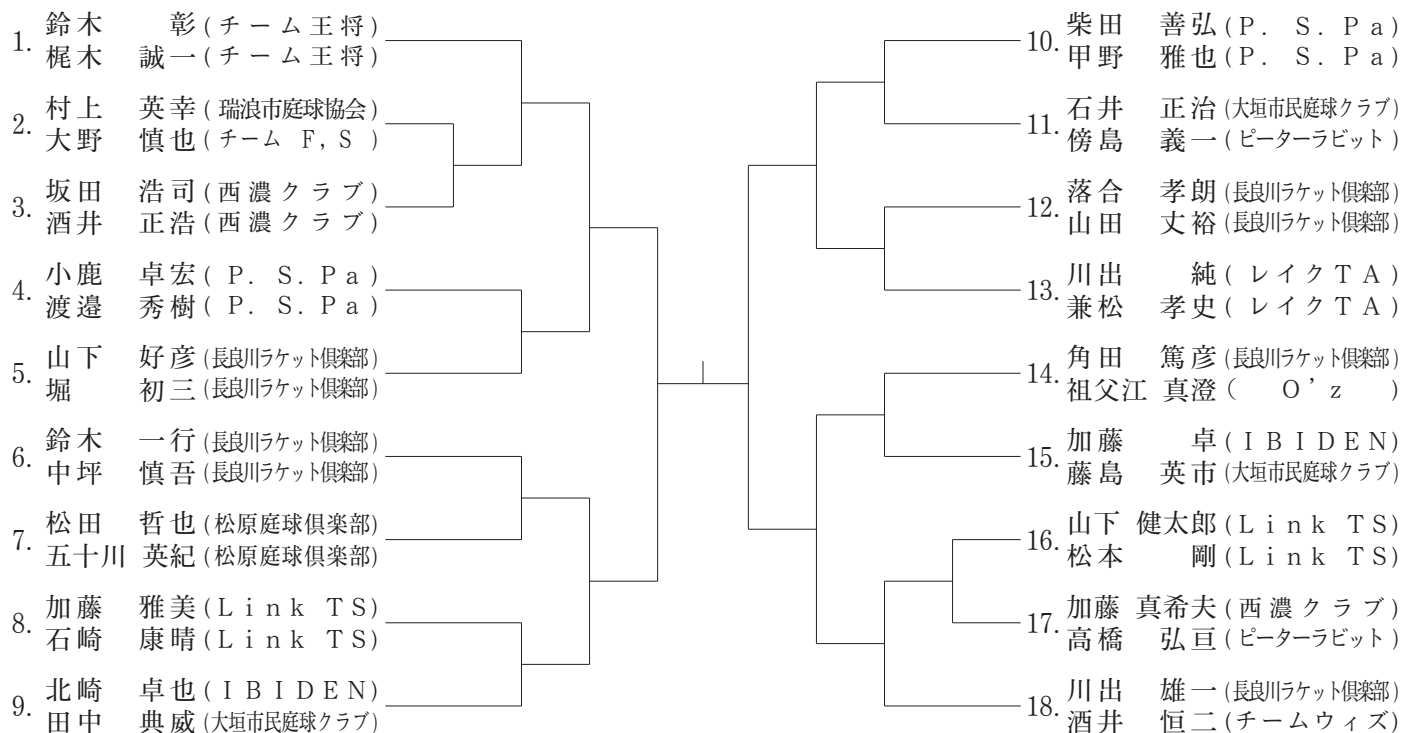 1. 鈴木 彰(チーム王将)
梶木 誠一(チーム王将)
2. 村上 英幸(瑞浪市庭球協会)
大野 慎也(チーム F,S )
3. 坂田 浩司(西濃クラブ)
酒井 正浩(西濃クラブ)
4. 小鹿 卓宏( P. S. Pa )
渡邉 秀樹( P. S. Pa )
5. 山下 好彦(長良川ラケット倶楽部)
堀 初三(長良川ラケット倶楽部)
6. 鈴木 一行(長良川ラケット倶楽部)
中坪 慎吾(長良川ラケット倶楽部)
7. 松田 哲也(松原庭球倶楽部)
五十川 英紀(松原庭球倶楽部)
8. 加藤 雅美(Link TS)
石崎 康晴(Link TS)
9. 北崎 卓也(IBIDEN)
田中 典威(大垣市民庭球クラブ)
10. 柴田 善弘(P. S. Pa)
甲野 雅也(P. S. Pa)
11. 石井 正治(大垣市民庭球クラブ)
傍島 義一(ピーターラビット)
12. 落合 孝朗(長良川ラケット倶楽部)
山田 丈裕(長良川ラケット倶楽部)
13. 川出 純(レイクTA)
兼松 孝史(レイクTA)
14. 角田 篤彦(長良川ラケット倶楽部)
祖父江 真澄( O’z )
15. 加藤 卓(IBIDEN)
藤島 英市(大垣市民庭球クラブ)
16. 山下 健太郎(Link TS)
松本 剛(Link TS)
17. 加藤 真希夫(西濃クラブ)
高橋 弘亘(ピーターラビット)
18. 川出 雄一(長良川ラケット倶楽部)
酒井 恒二(チームウィズ)